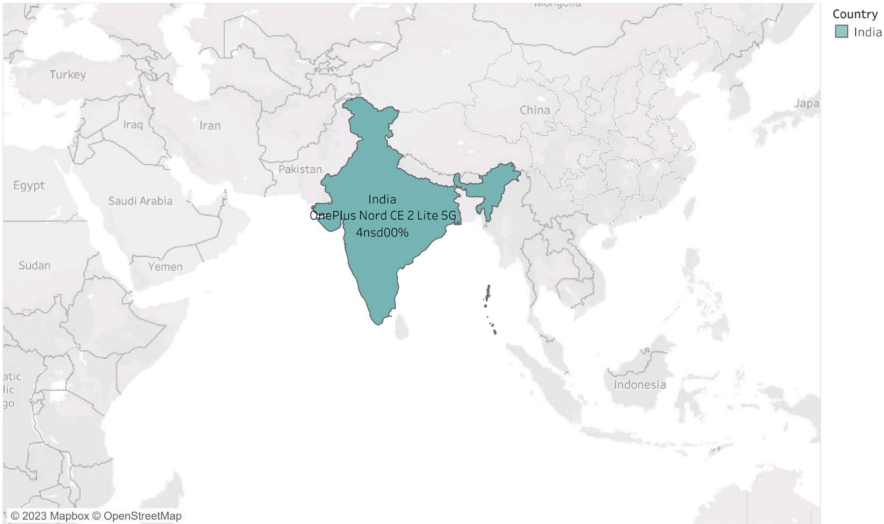 Mongolia
Country
India
Turkey
China
Japa
Iraq
Iran
Pakistan
Egypt
Saudi Arabia
India
OnePlus Nord CE 2 Lite 5G
4nsd00%
Sudan
Yemen
atic
lic
go
Indonesia
© 2023 Mapbox © OpenStreetMap